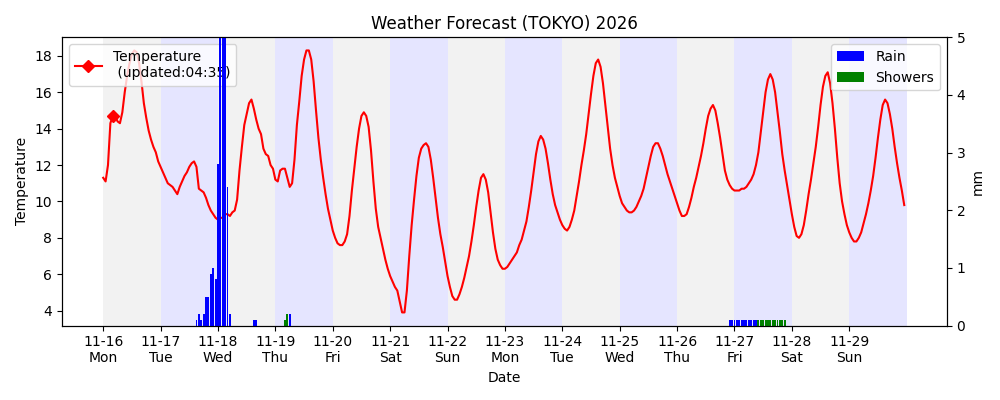 Weather Forecast (TOKYO) 2026
Temperature
(updated:04:35)
Rain
Showers
18
16
14
12
10
8
6
4
Temperature
5
4
3
2
1
0
mm
11-16 11-17 11-18 11-19 11-20 11-21 11-22 11-23 11-24 11-25 11-26 11-27 11-28 11-29
Mon Tue Wed Thu Fri Sat Sun Mon Tue Wed Thu Fri Sat Sun
Date